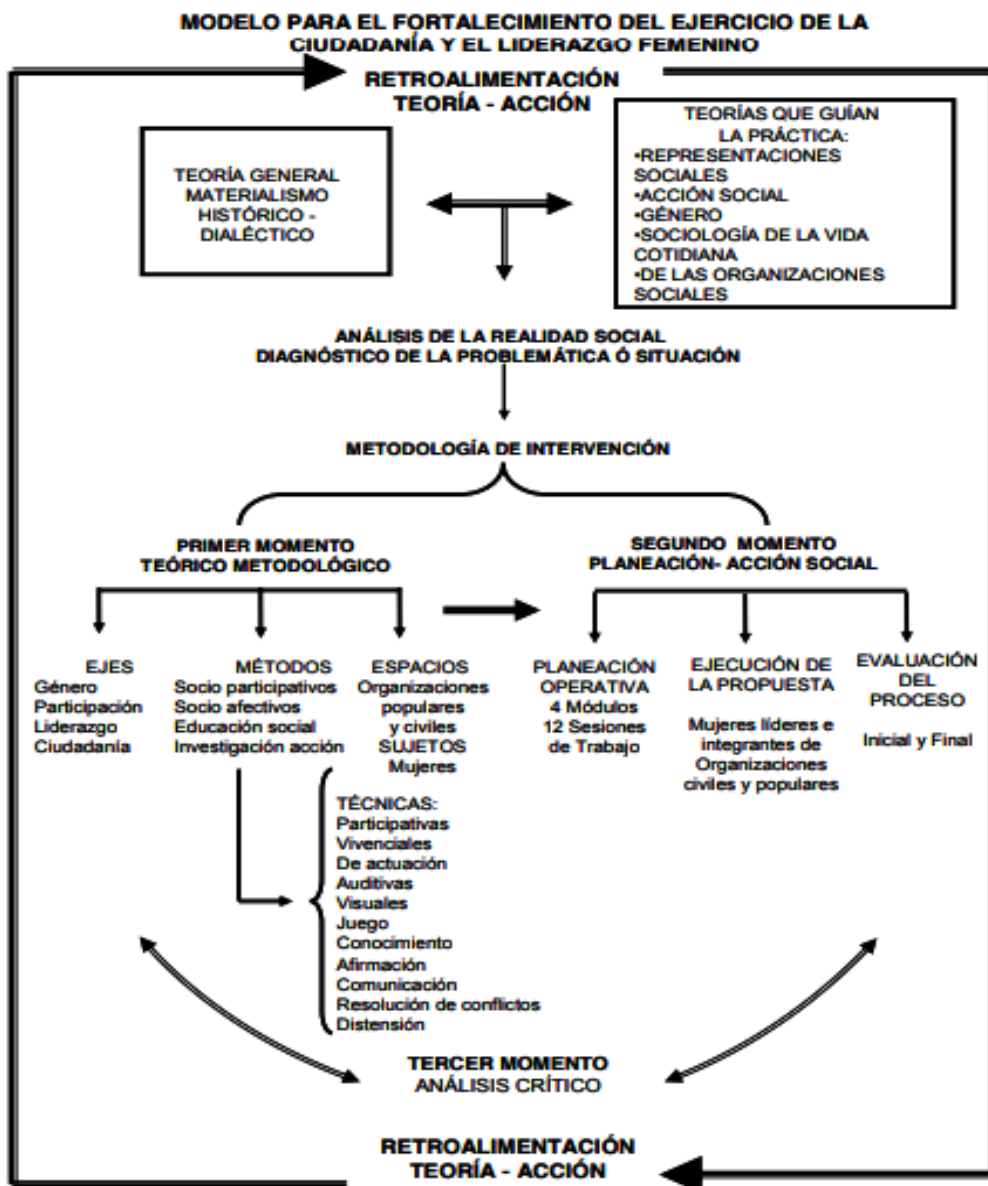 MODELO PARA EL FORTALECIMIENTO DEL EJERCICIO DE LA
CIUDADANÍA Y EL LIDERAZGO FEMENINO
RETROALIMENTACIÓN
TEORÍA - ACCIÓN
TEORÍA GENERAL
MATERIALISMO
HISTÓRICO -
DIALÉCTICO
TEORÍAS QUE GUÍAN
LA PRÁCTICA:
•REPRESENTACIONES
SOCIALES
•ACCIÓN SOCIAL
•GÉNERO
•SOCIOLOGÍA DE LA VIDA
COTIDIANA
•DE LAS ORGANIZACIONES
SOCIALES
ANÁLISIS DE LA REALIDAD SOCIAL
DIAGNÓSTICO DE LA PROBLEMÁTICA Ó SITUACIÓN
METODOLOGÍA DE INTERVENCIÓN
PRIMER MOMENTO
TEÓRICO METODOLÓGICO
SEGUNDO MOMENTO
PLANEACIÓN- ACCIÓN SOCIAL
EJES
Género
Participación
Liderazgo
Ciudadanía
MÉTODOS
Socio participativos
Socio afectivos
Educación social
Investigación acción
ESPACIOS
Organizaciones
populares
y civiles
SUJETOS
Mujeres
PLANEACIÓN
OPERATIVA
4 Módulos
12 Sesiones
de Trabajo
EJECUCIÓN DE
LA PROPUESTA
Mujeres líderes e
integrantes de
Organizaciones
civiles y populares
EVALUACIÓN
DEL
PROCESO
Inicial y Final
TÉCNICAS:
Participativas
Vivenciales
De actuación
Auditivas
Visuales
Juego
Conocimiento
Afirmación
Comunicación
Resolución de conflictos
Distensión
TERCER MOMENTO
ANÁLISIS CRÍTICO
RETROALIMENTACIÓN
TEORÍA - ACCIÓN